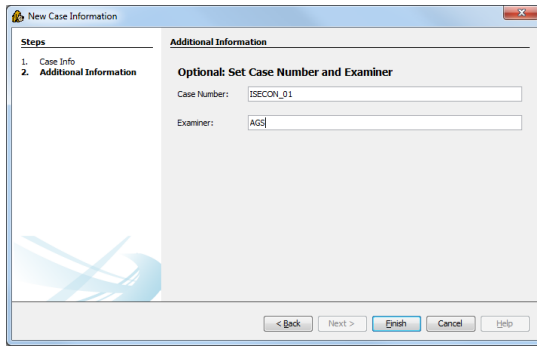 New Case Information
Steps
1. Case Info
2. Additional Information
Additional Information
Optional: Set Case Number and Examiner
Case Number: ISECON_01
Examiner: AGS
< Back Next > Finish Cancel Help